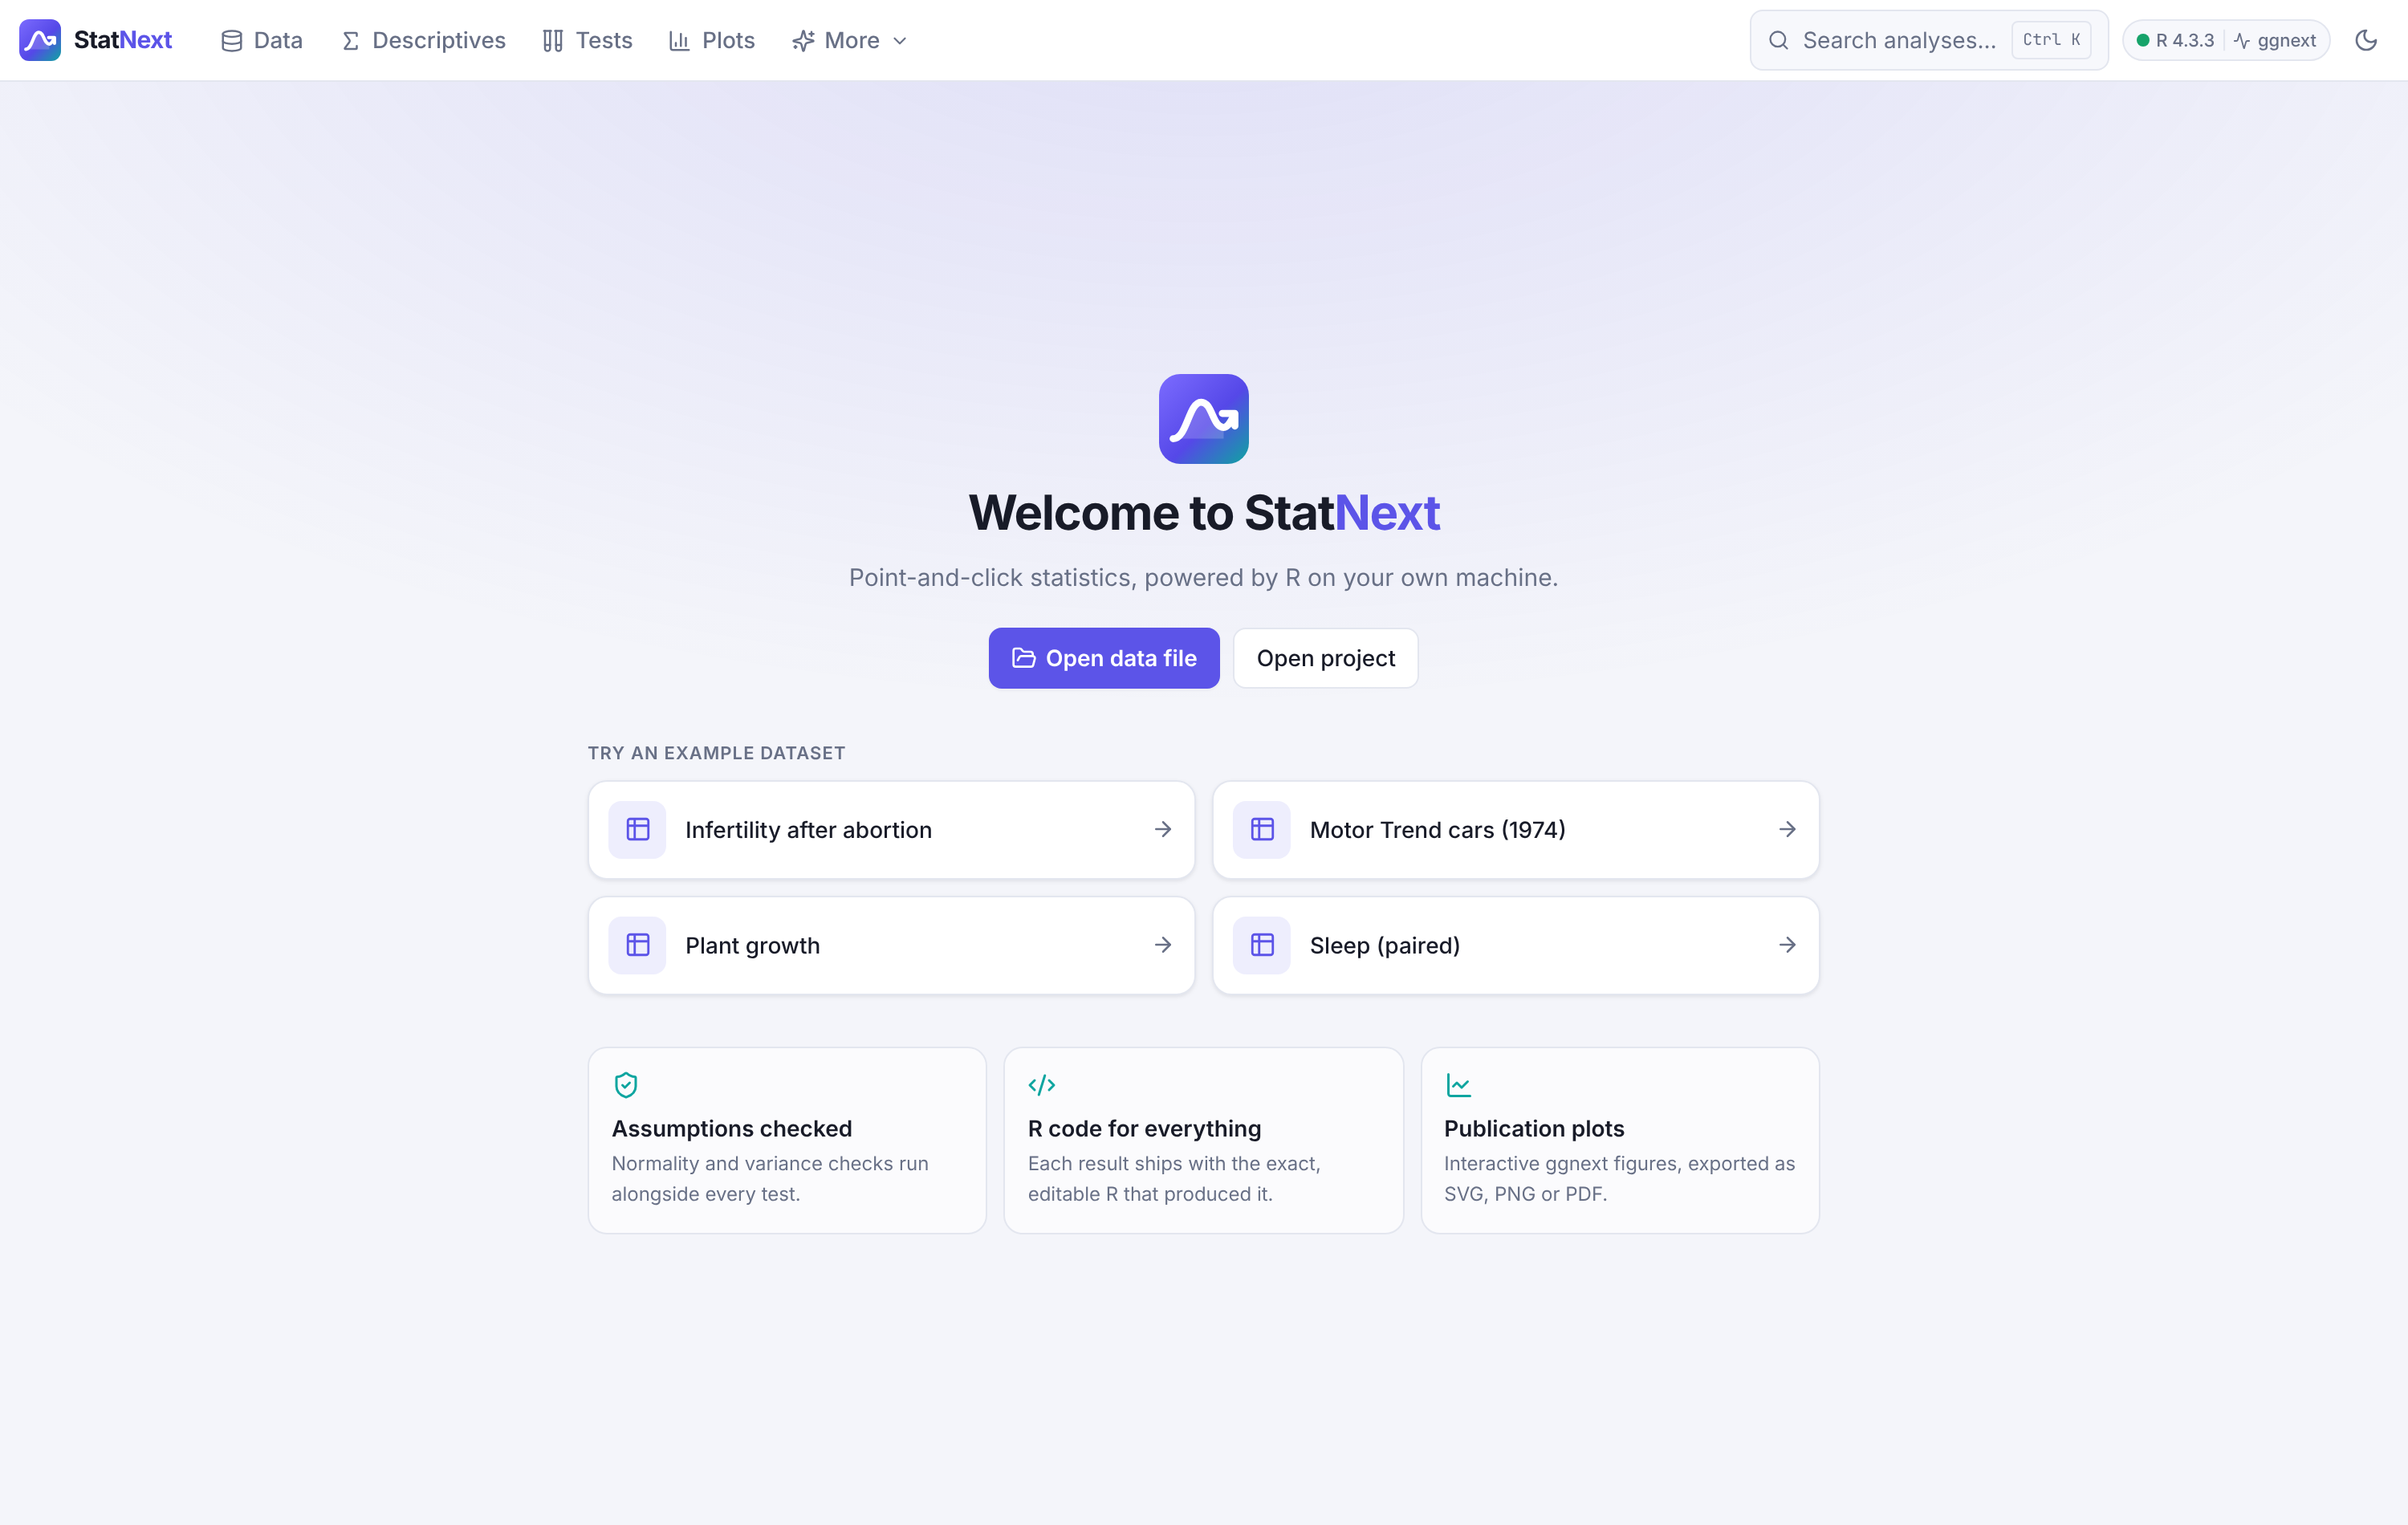 StatNext
Data
Descriptives
Tests
Plots
More
Search analyses...
Ctrl K
R 4.3.3
ggnext
Welcome to StatNext
Point-and-click statistics, powered by R on your own machine.
Open data file
Open project
TRY AN EXAMPLE DATASET
Infertility after abortion
Motor Trend cars (1974)
Plant growth
Sleep (paired)
Assumptions checked
Normality and variance checks run
alongside every test.
R code for everything
Each result ships with the exact,
editable R that produced it.
Publication plots
Interactive ggnext figures, exported as
SVG, PNG or PDF.